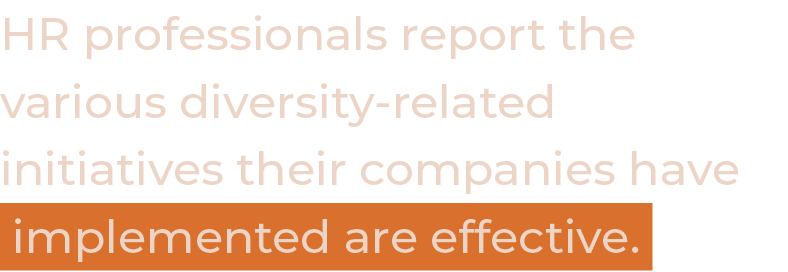 HR professionals report the
various diversity-related
initiatives their companies have
implemented are effective.